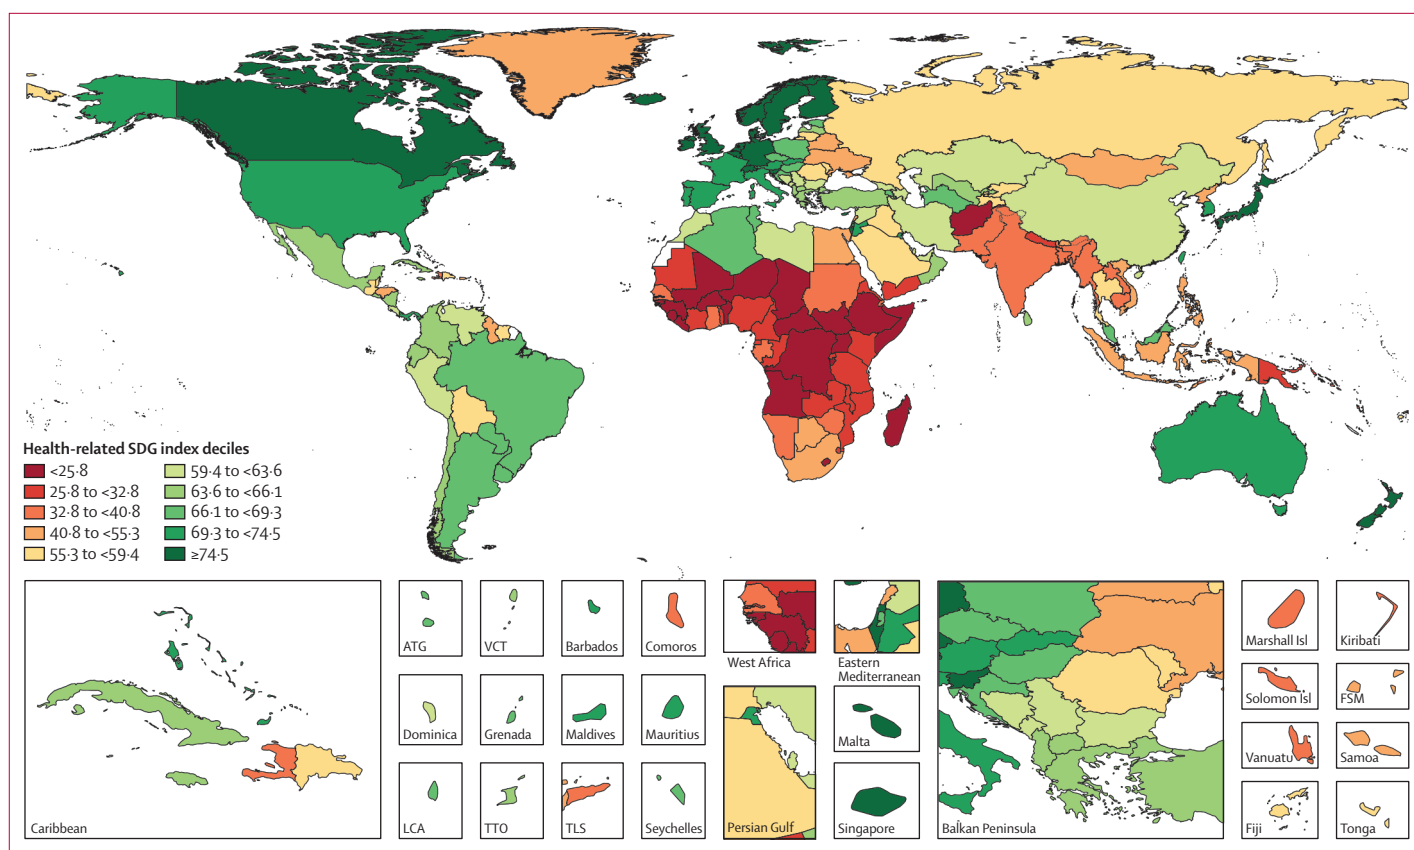 Health-related SDG index deciles
<25·8
25·8 to <32·8
32·8 to <40·8
40·8 to <55·3
55·3 to <59·4
59·4 to <63·6
63·6 to <66·1
66·1 to <69·3
69·3 to <74·5
≥74·5
Caribbean
ATG
VCT
Barbados
Comoros
Dominica
Grenada
Maldives
Mauritius
LCA
TTO
TLS
Seychelles
West Africa
Eastern
Mediterranean
Persian Gulf
Malta
Singapore
Balkan Peninsula
Marshall Isl
Kiribati
Solomon Isl
FSM
Vanuatu
Samoa
Fiji
Tonga